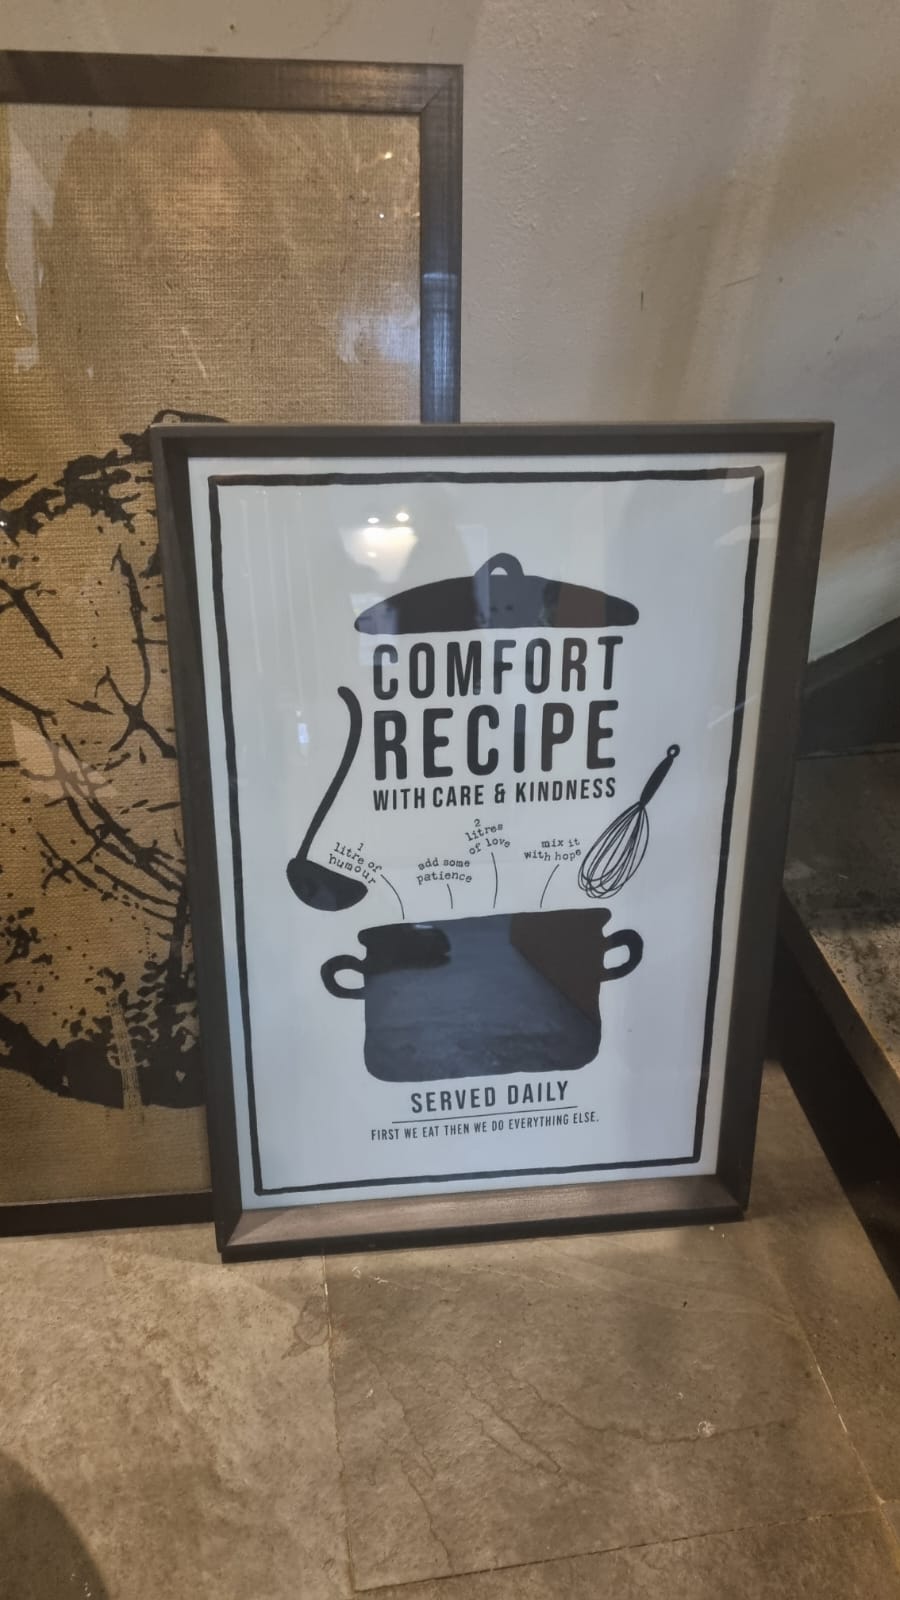 COMFORT
RECIPE
WITH CARE & KINDNESS
1
litre of
humour
add some
patience
2
litres
of love
mix it
with hope
SERVED DAILY
FIRST WE EAT THEN WE DO EVERYTHING ELSE.